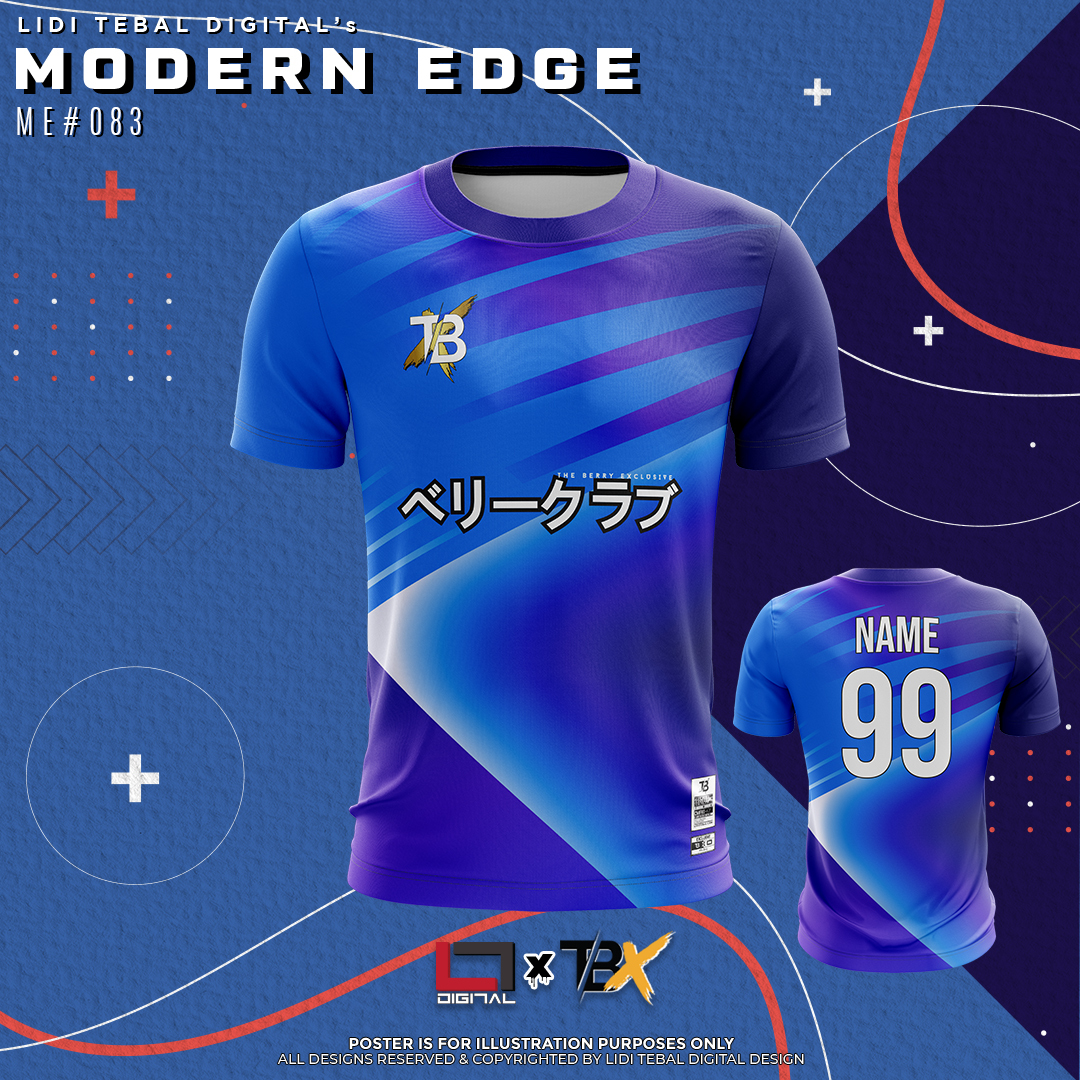 LIDI TEBAL DIGITAL's
MODERN EDGE
ME#083
TB
THE BERRY EXCLUSIVE
ベリークラブ
TB
NAME
99
DIGITAL
X
TBX
POSTER IS FOR ILLUSTRATION PURPOSES ONLY
ALL DESIGNS RESERVED & COPYRIGHTED BY LIDI TEBAL DIGITAL DESIGN